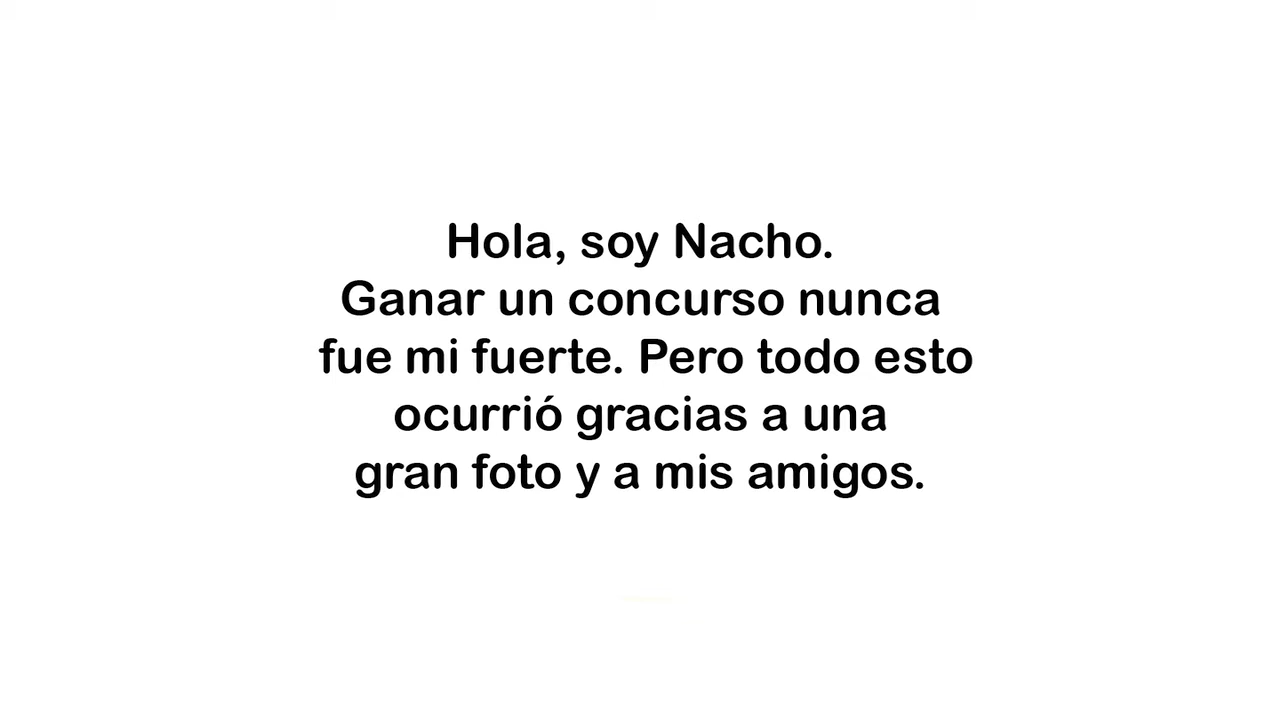 Hola, soy Nacho.
Ganar un concurso nunca
fue mi fuerte. Pero todo esto
ocurrió gracias a una
gran foto y a mis amigos.